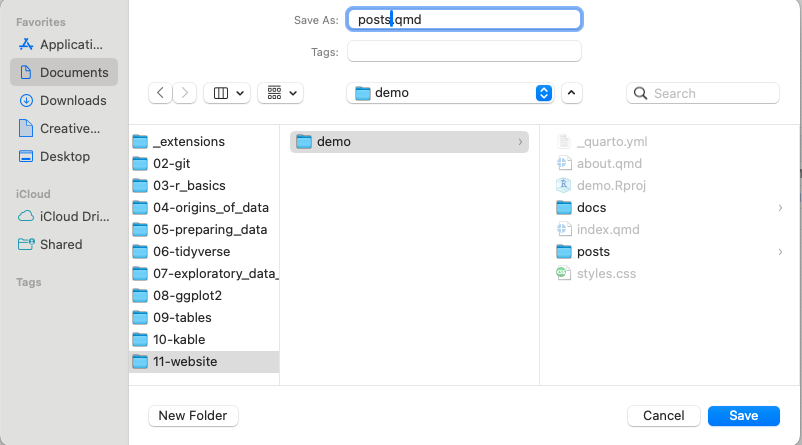 Favorites
Applicati...
Documents
Downloads
Creative...
Desktop
iCloud
iCloud Dri...
Shared
Tags
Save As: posts.qmd
Tags:
demo
Search
_extensions
02-git
03-r_basics
04-origins_of_data
05-preparing_data
06-tidyverse
07-exploratory_data_
08-ggplot2
09-tables
10-kable
11-website
demo
_quarto.yml
about.qmd
demo.Rproj
docs
index.qmd
posts
styles.css
New Folder
Cancel
Save